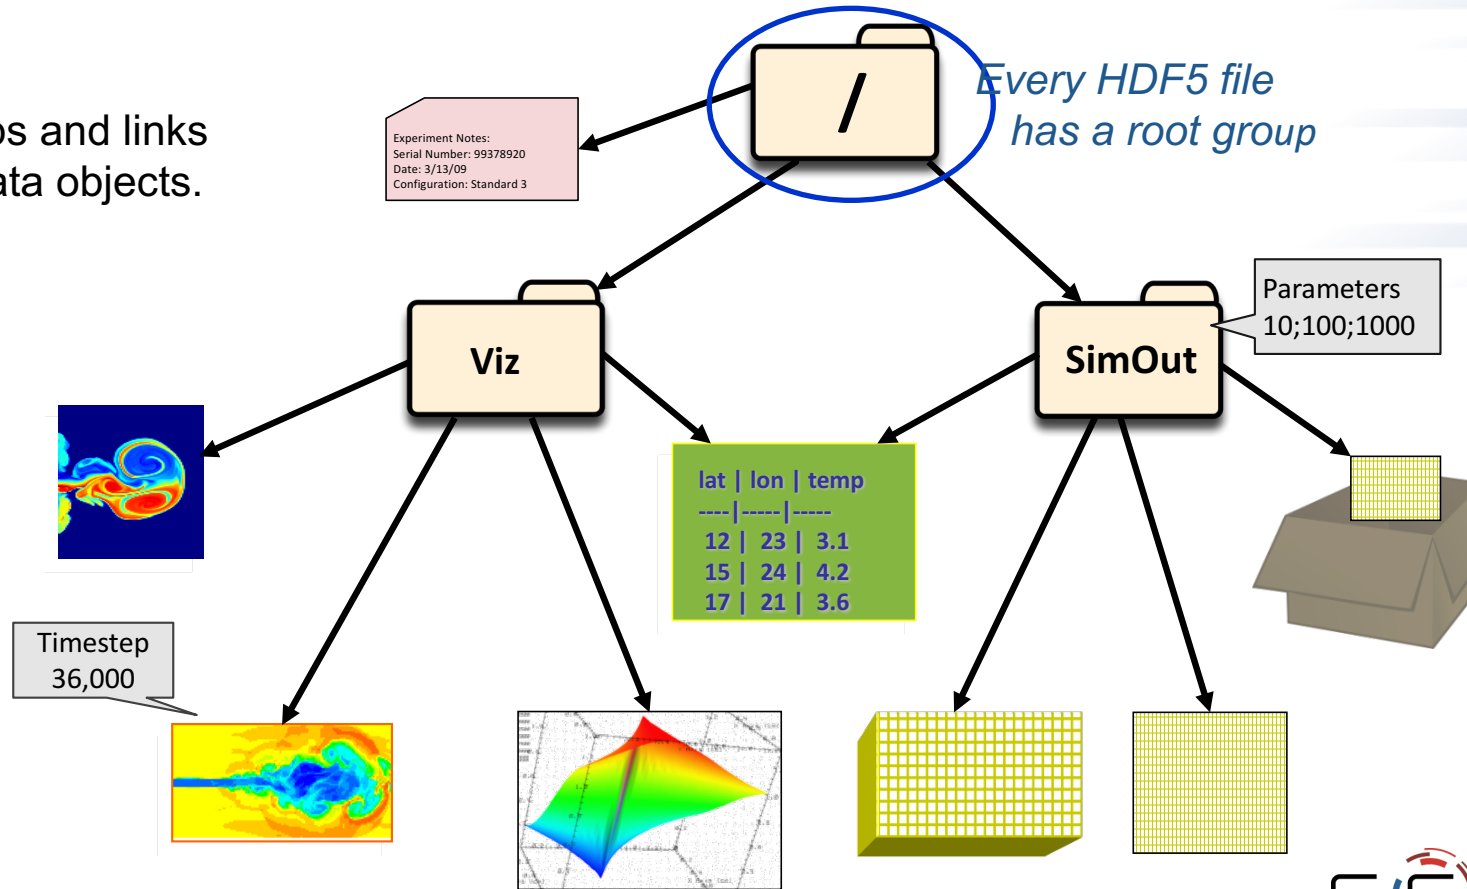 and links
objects.
Experiment Notes:
Serial Number: 99378920
Date: 3/13/09
Configuration: Standard 3
/
Every HDF5 file
has a root group
Viz
SimOut
Parameters
10;100;1000
lat | lon | temp
----|-----|-----
12 | 23 | 3.1
15 | 24 | 4.2
17 | 21 | 3.6
Timestep
36,000